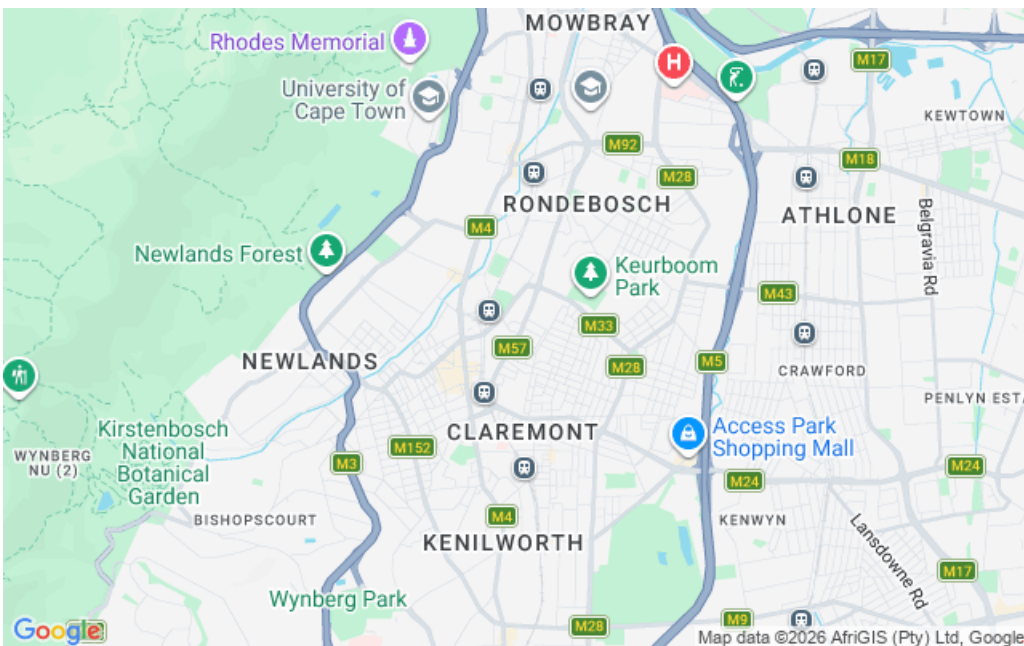 MOWBRAY
Rhodes Memorial
H
M17
University of
Cape Town
KEWTOWN
M92
M18
M28
RONDEBOSCH
ATHLONE
Belgravia Rd
M4
Newlands Forest
Keurboom
Park
M43
M33
M57
NEWLANDS
M28
M5
CRAWFORD
PENLYN EST
Access Park
Shopping Mall
Kirstenbosch
National
Botanical
Garden
CLAREMONT
M152
WYNBERG
NU (2)
M3
M24
M24
BISHOPSCOURT
M4
KENWYN
Lansdowne Rd
KENILWORTH
M17
Wynberg Park
M9
M28
Google
Map data ©2026 AfriGIS (Pty) Ltd, Google